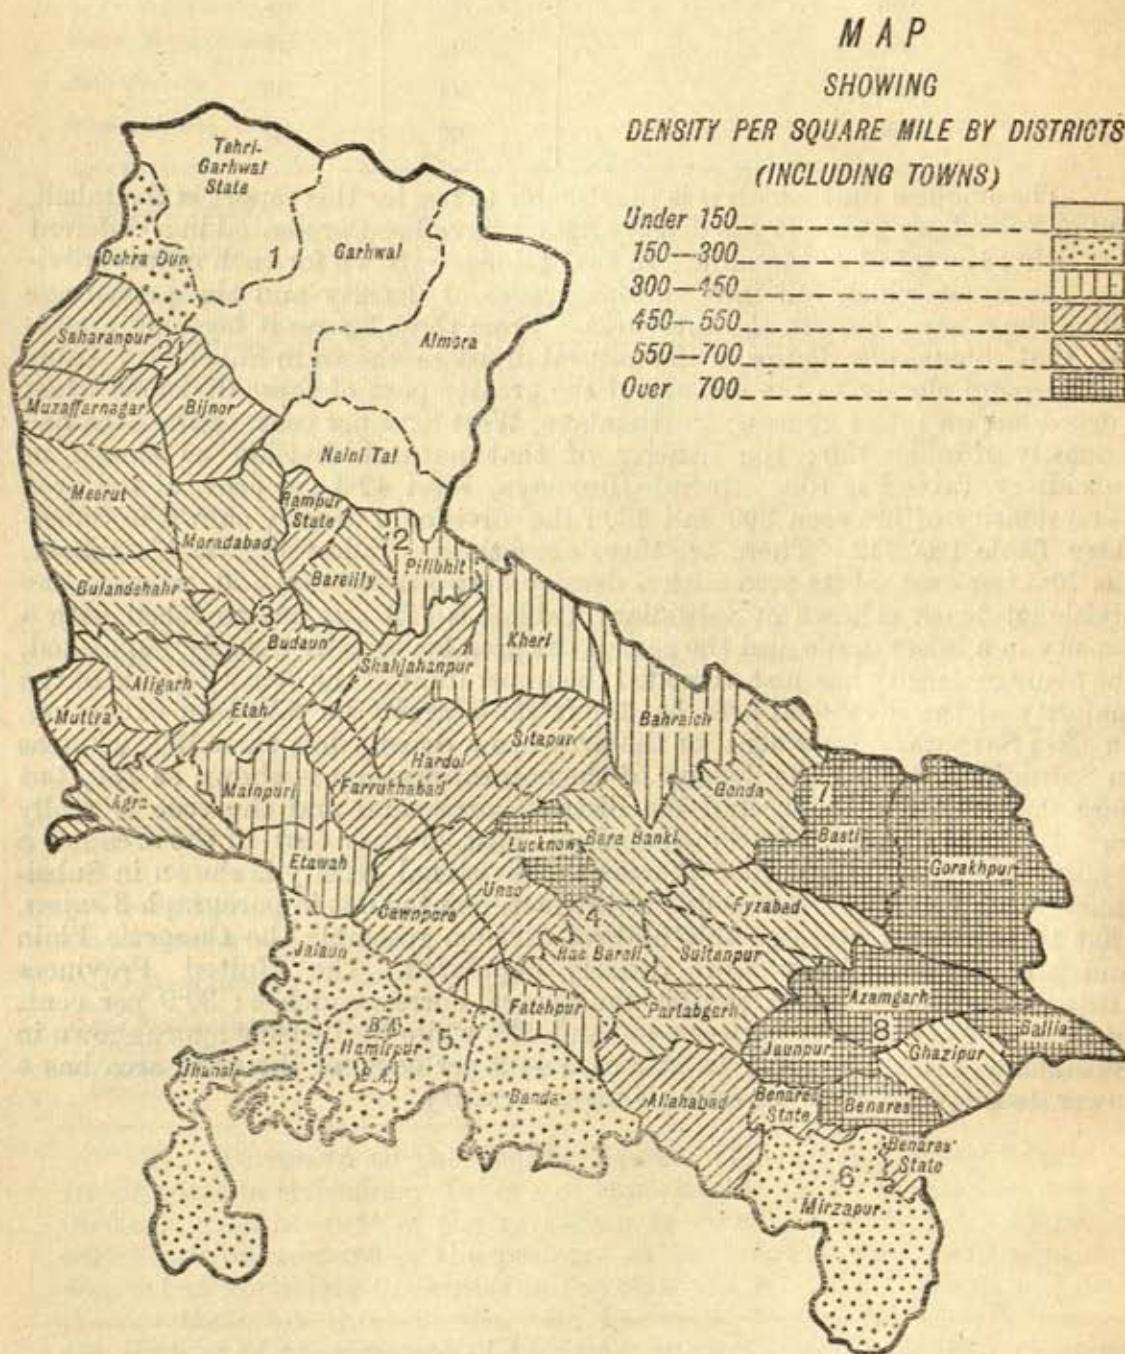 MAP
SHOWING
DENSITY PER SQUARE MILE BY DISTRICTS
(INCLUDING TOWNS)
Under 150
150–300
300–450
450–550
550–700
Over 700
Tehri-
Garhwal
State
Dehra Dun
1
Garhwal
Almora
Saharanpur
2
Muzaffarnagar
Bijnor
Naini Tal
Meerut
Moradabad
Rampur
State
2
Pilibhit
Bareilly
Bulandshahr
3
Budaun
Shahjahanpur
Kheri
Aligarh
Muttra
Etah
Bahraich
Hardoi
Sitapur
Agra
Mainpuri
Farrukhabad
Gonda
7
Basti
Lucknow
Bara Banki
Gorakhpur
Etawah
Unao
Cawnpore
4
Fyzabad
Rae Bareli
Sultanpur
Jalaun
Fatehpur
Partabgarh
Azamgarh
8
Ballia
B.A.
Hamirpur
5
Jaunpur
Ghazipur
Jhansi
Banda
Allahabad
Benares
State
Benares
Benares
State
6
Mirzapur